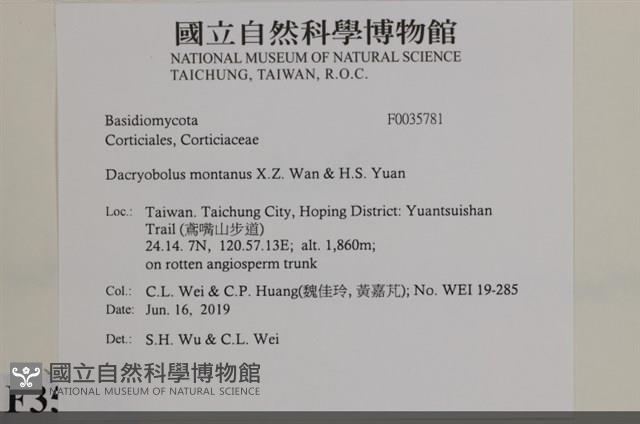 國立自然科學博物館
NATIONAL MUSEUM OF NATURAL SCIENCE
TAICHUNG, TAIWAN, R.O.C.
Basidiomycota F0035781
Corticiales, Corticiaceae
Dacryobolus montanus X.Z. Wan & H.S. Yuan
Loc.: Taiwan. Taichung City, Hoping District: Yuantsuishan
Trail (鳶嘴山步道)
24.14. 7N, 120.57.13E; alt. 1,860m;
on rotten angiosperm trunk
Col.: C.L. Wei & C.P. Huang(魏佳玲, 黃嘉芃); No. WEI 19-285
Date: Jun. 16, 2019
Det.: S.H. Wu & C.L. Wei
國立自然科學博物館
NATIONAL MUSEUM OF NATURAL SCIENCE